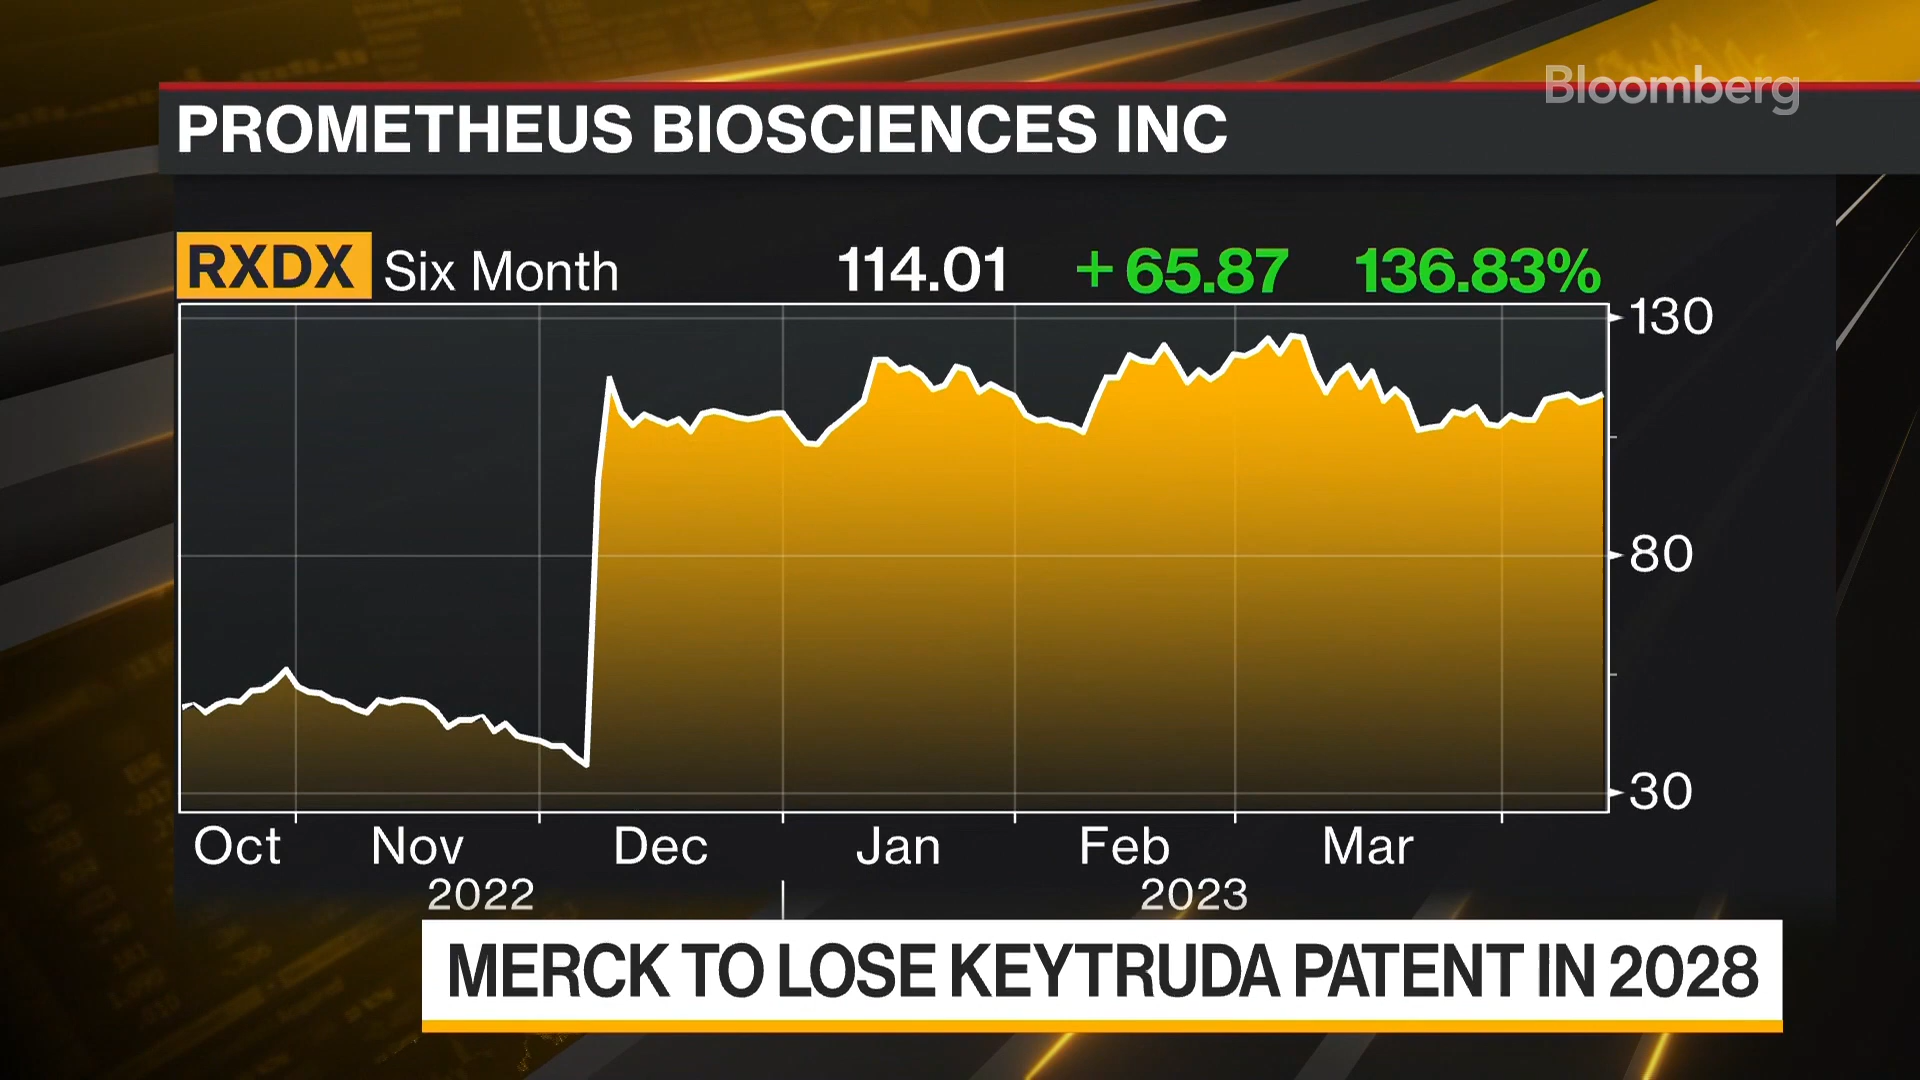 Bloomberg
PROMETHEUS BIOSCIENCES INC
RXDX Six Month 114.01 +65.87 136.83%
130
80
30
Oct Nov Dec Jan Feb Mar
2022 2023
MERCK TO LOSE KEYTRUDA PATENT IN 2028